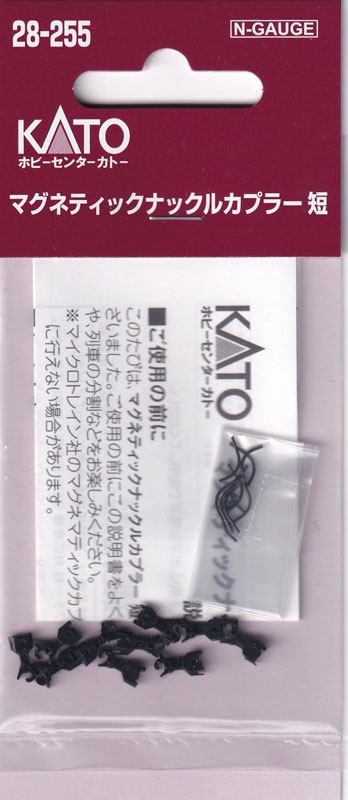 28-255
N-GAUGE
KATO
ホビーセンターカトー
マグネティックナックルカプラー 短
KATO
ホビーセンターカトー
■ご使用の前に
このたびは、マグネティックナックルカプラー 短
ざいました。ご使用の前にこの説明書をよく
や、列車の分割などをお楽しみください。
※マイクロトレイン社のマグネマティックカプ
に行えない場合があります。